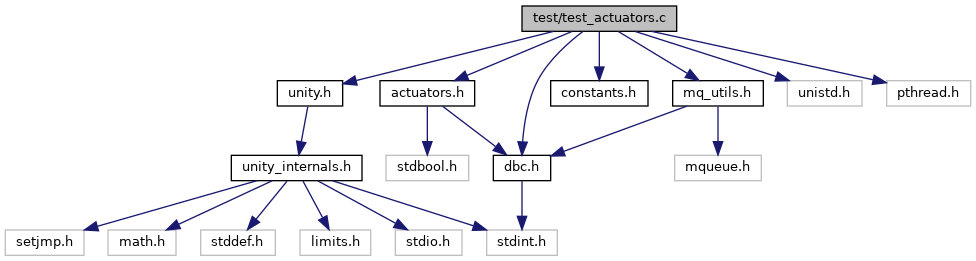 test/test_actuators.c
unity.h
actuators.h
constants.h
mq_utils.h
unistd.h
pthread.h
unity_internals.h
stdbool.h
dbc.h
mqueue.h
setjmp.h
math.h
stddef.h
limits.h
stdio.h
stdint.h